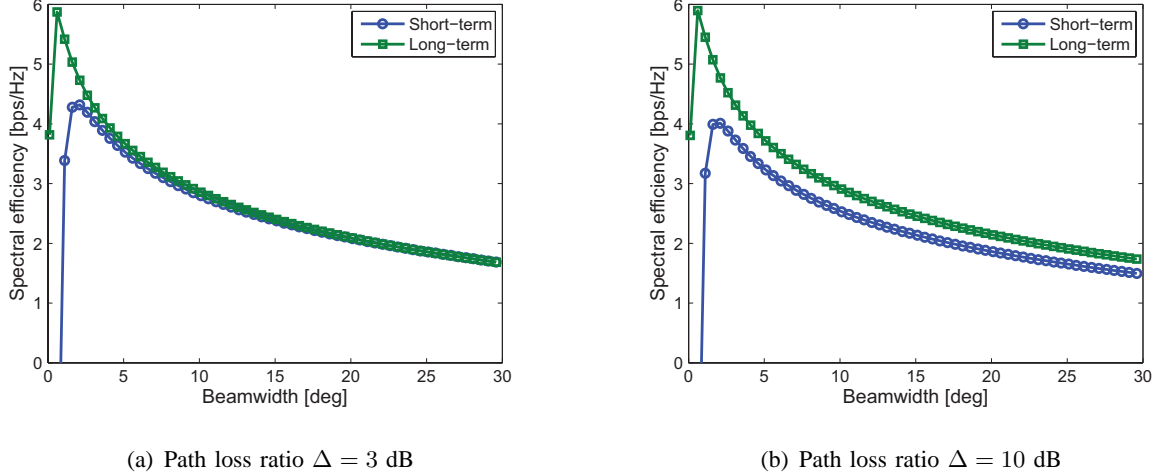 Short-term
Long-term
Spectral efficiency [bps/Hz]
6
5
4
3
2
1
0
0 5 10 15 20 25 30
Beamwidth [deg]
(a) Path loss ratio Δ = 3 dB
Short-term
Long-term
Spectral efficiency [bps/Hz]
6
5
4
3
2
1
0
0 5 10 15 20 25 30
Beamwidth [deg]
(b) Path loss ratio Δ = 10 dB